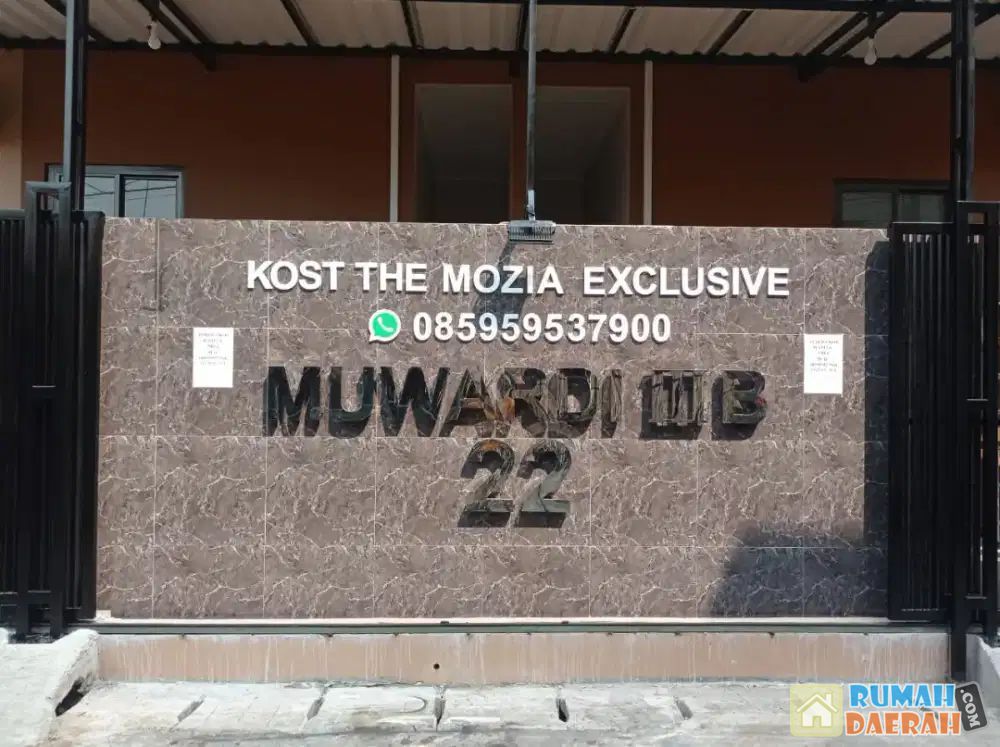 KOST THE MOZIA EXCLUSIVE
085959537900
MUWARDI III B
22
RUMAH
DAERAH
.com